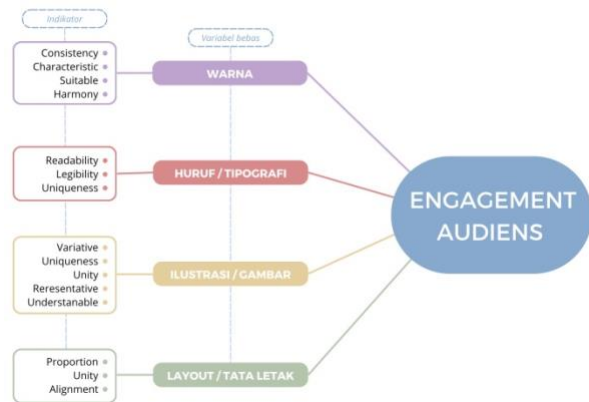 Indikator
Variabel bebas
Consistency
Characteristic
Suitable
Harmony
WARNA
Readability
Legibility
Uniqueness
HURUF / TIPOGRAFI
ENGAGEMENT
AUDIENS
Variative
Uniqueness
Unity
Reresentative
Understanable
ILUSTRASI / GAMBAR
Proportion
Unity
Alignment
LAYOUT / TATA LETAK